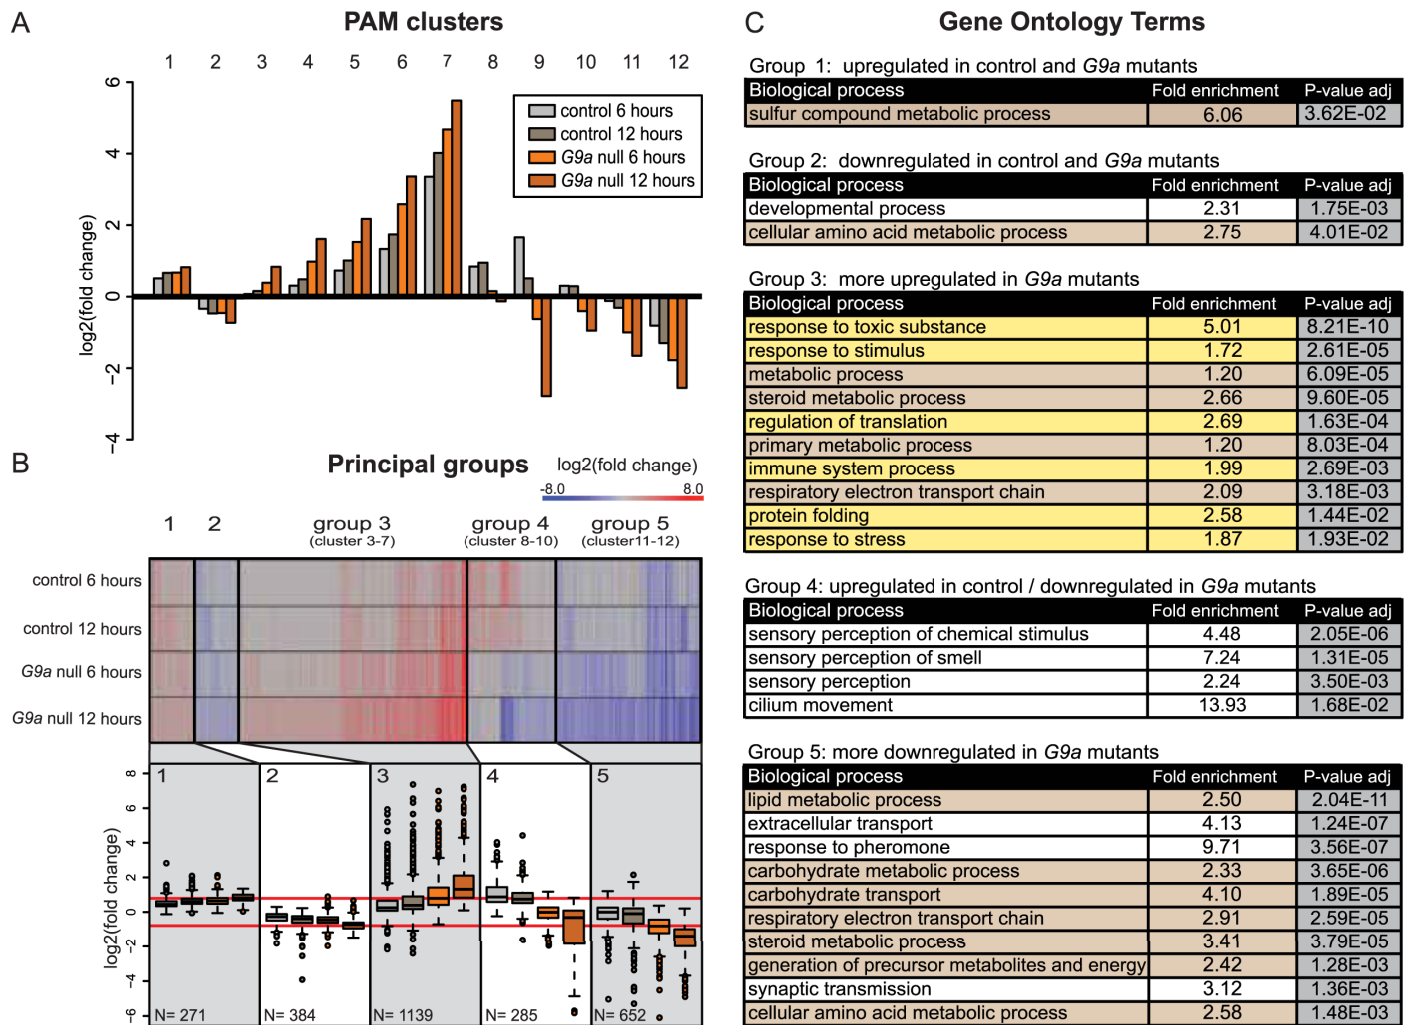 A
PAM clusters
1 2 3 4 5 6 7 8 9 10 11 12
6
4
2
0
−2
−4
log2(fold change)
control 6 hours
control 12 hours
G9a null 6 hours
G9a null 12 hours
B
Principal groups
log2(fold change)
-8.0 8.0
1 2 group 3 group 4 group 5
(cluster 3-7) (cluster 8-10) (cluster11-12)
control 6 hours
control 12 hours
G9a null 6 hours
G9a null 12 hours
1 2 3 4 5
8
6
4
2
0
−2
−4
−6
log2(fold change)
N= 271 N= 384 N= 1139 N= 285 N= 652
C
Gene Ontology Terms
Group 1: upregulated in control and G9a mutants
Biological process Fold enrichment P-value adj
sulfur compound metabolic process 6.06 3.62E-02
Group 2: downregulated in control and G9a mutants
Biological process Fold enrichment P-value adj
developmental process 2.31 1.75E-03
cellular amino acid metabolic process 2.75 4.01E-02
Group 3: more upregulated in G9a mutants
Biological process Fold enrichment P-value adj
response to toxic substance 5.01 8.21E-10
response to stimulus 1.72 2.61E-05
metabolic process 1.20 6.09E-05
steroid metabolic process 2.66 9.60E-05
regulation of translation 2.69 1.63E-04
primary metabolic process 1.20 8.03E-04
immune system process 1.99 2.69E-03
respiratory electron transport chain 2.09 3.18E-03
protein folding 2.58 1.44E-02
response to stress 1.87 1.93E-02
Group 4: upregulated in control / downregulated in G9a mutants
Biological process Fold enrichment P-value adj
sensory perception of chemical stimulus 4.48 2.05E-06
sensory perception of smell 7.24 1.31E-05
sensory perception 2.24 3.50E-03
cilium movement 13.93 1.68E-02
Group 5: more downregulated in G9a mutants
Biological process Fold enrichment P-value adj
lipid metabolic process 2.50 2.04E-11
extracellular transport 4.13 1.24E-07
response to pheromone 9.71 3.56E-07
carbohydrate metabolic process 2.33 3.65E-06
carbohydrate transport 4.10 1.89E-05
respiratory electron transport chain 2.91 2.59E-05
steroid metabolic process 3.41 3.79E-05
generation of precursor metabolites and energy 2.42 1.28E-03
synaptic transmission 3.12 1.36E-03
cellular amino acid metabolic process 2.58 1.48E-03